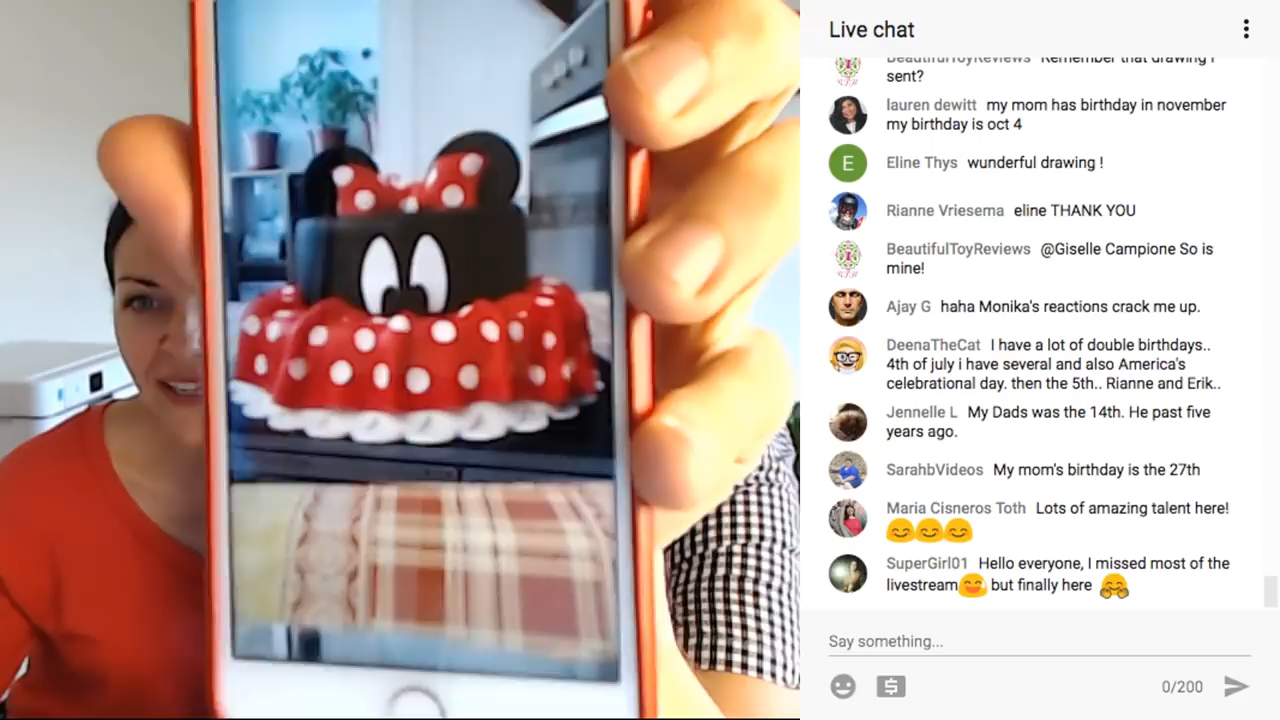 Live chat
BeautifulToyReviews Remember that drawing I
sent?
lauren dewitt my mom has birthday in november
my birthday is oct 4
E
Eline Thys wunderful drawing !
Rianne Vriesema eline THANK YOU
BeautifulToyReviews @Giselle Campione So is
mine!
Ajay G haha Monika's reactions crack me up.
DeenaTheCat I have a lot of double birthdays..
4th of july i have several and also America's
celebrational day. then the 5th.. Rianne and Erik..
Jennelle L My Dads was the 14th. He past five
years ago.
SarahbVideos My mom's birthday is the 27th
Maria Cisneros Toth Lots of amazing talent here!
😊😊😊
SuperGirl01 Hello everyone, I missed most of the
livestream😅 but finally here 🤗
Say something...
$ 0/200